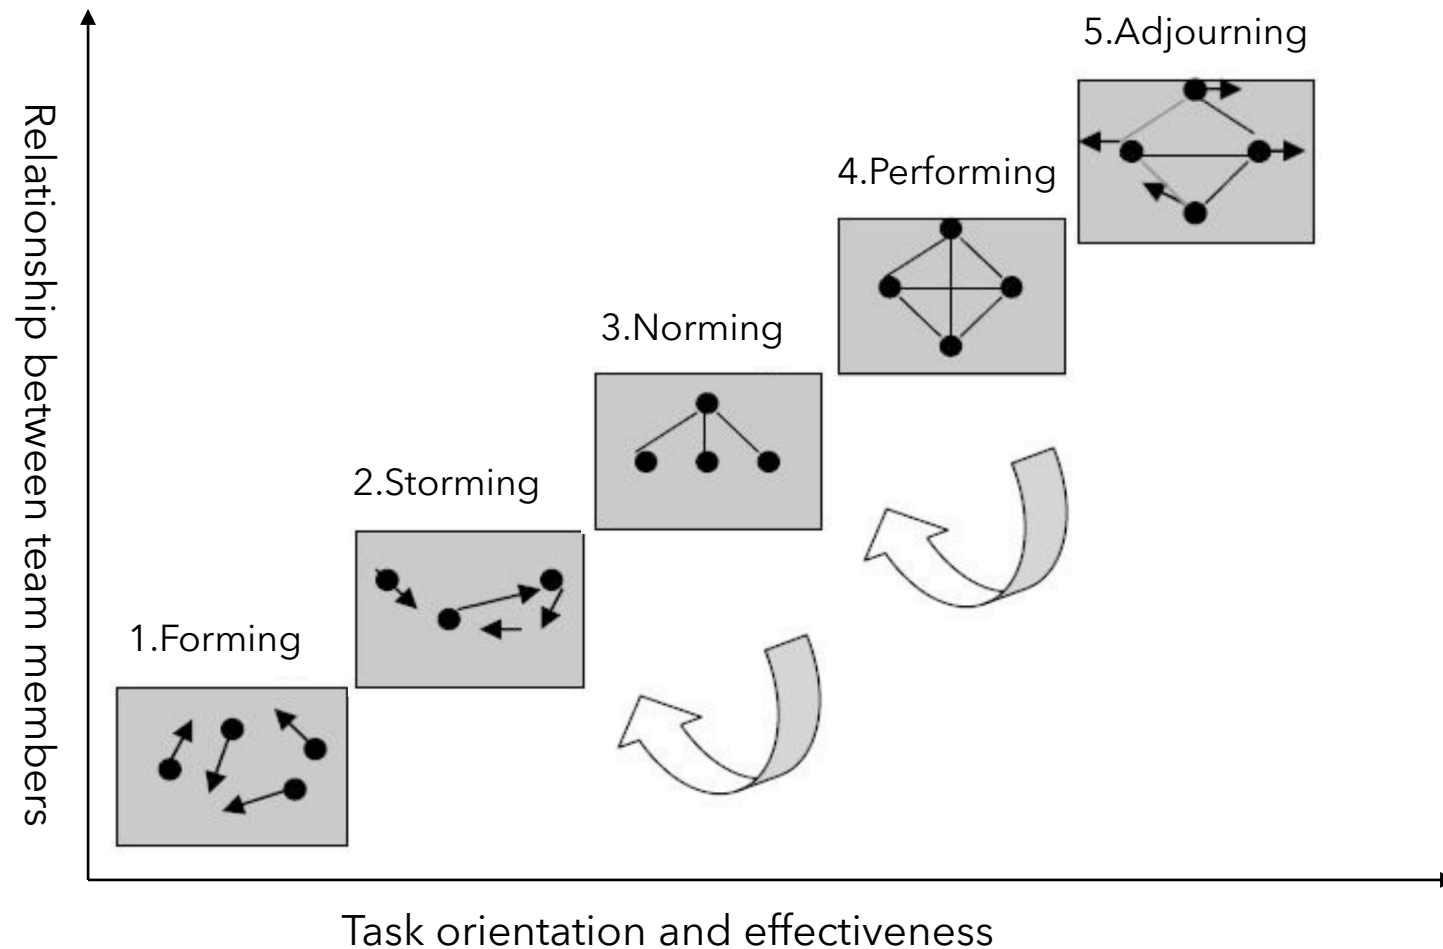 5.Adjourning
4.Performing
3.Norming
2.Storming
1.Forming
Relationship between team members
Task orientation and effectiveness